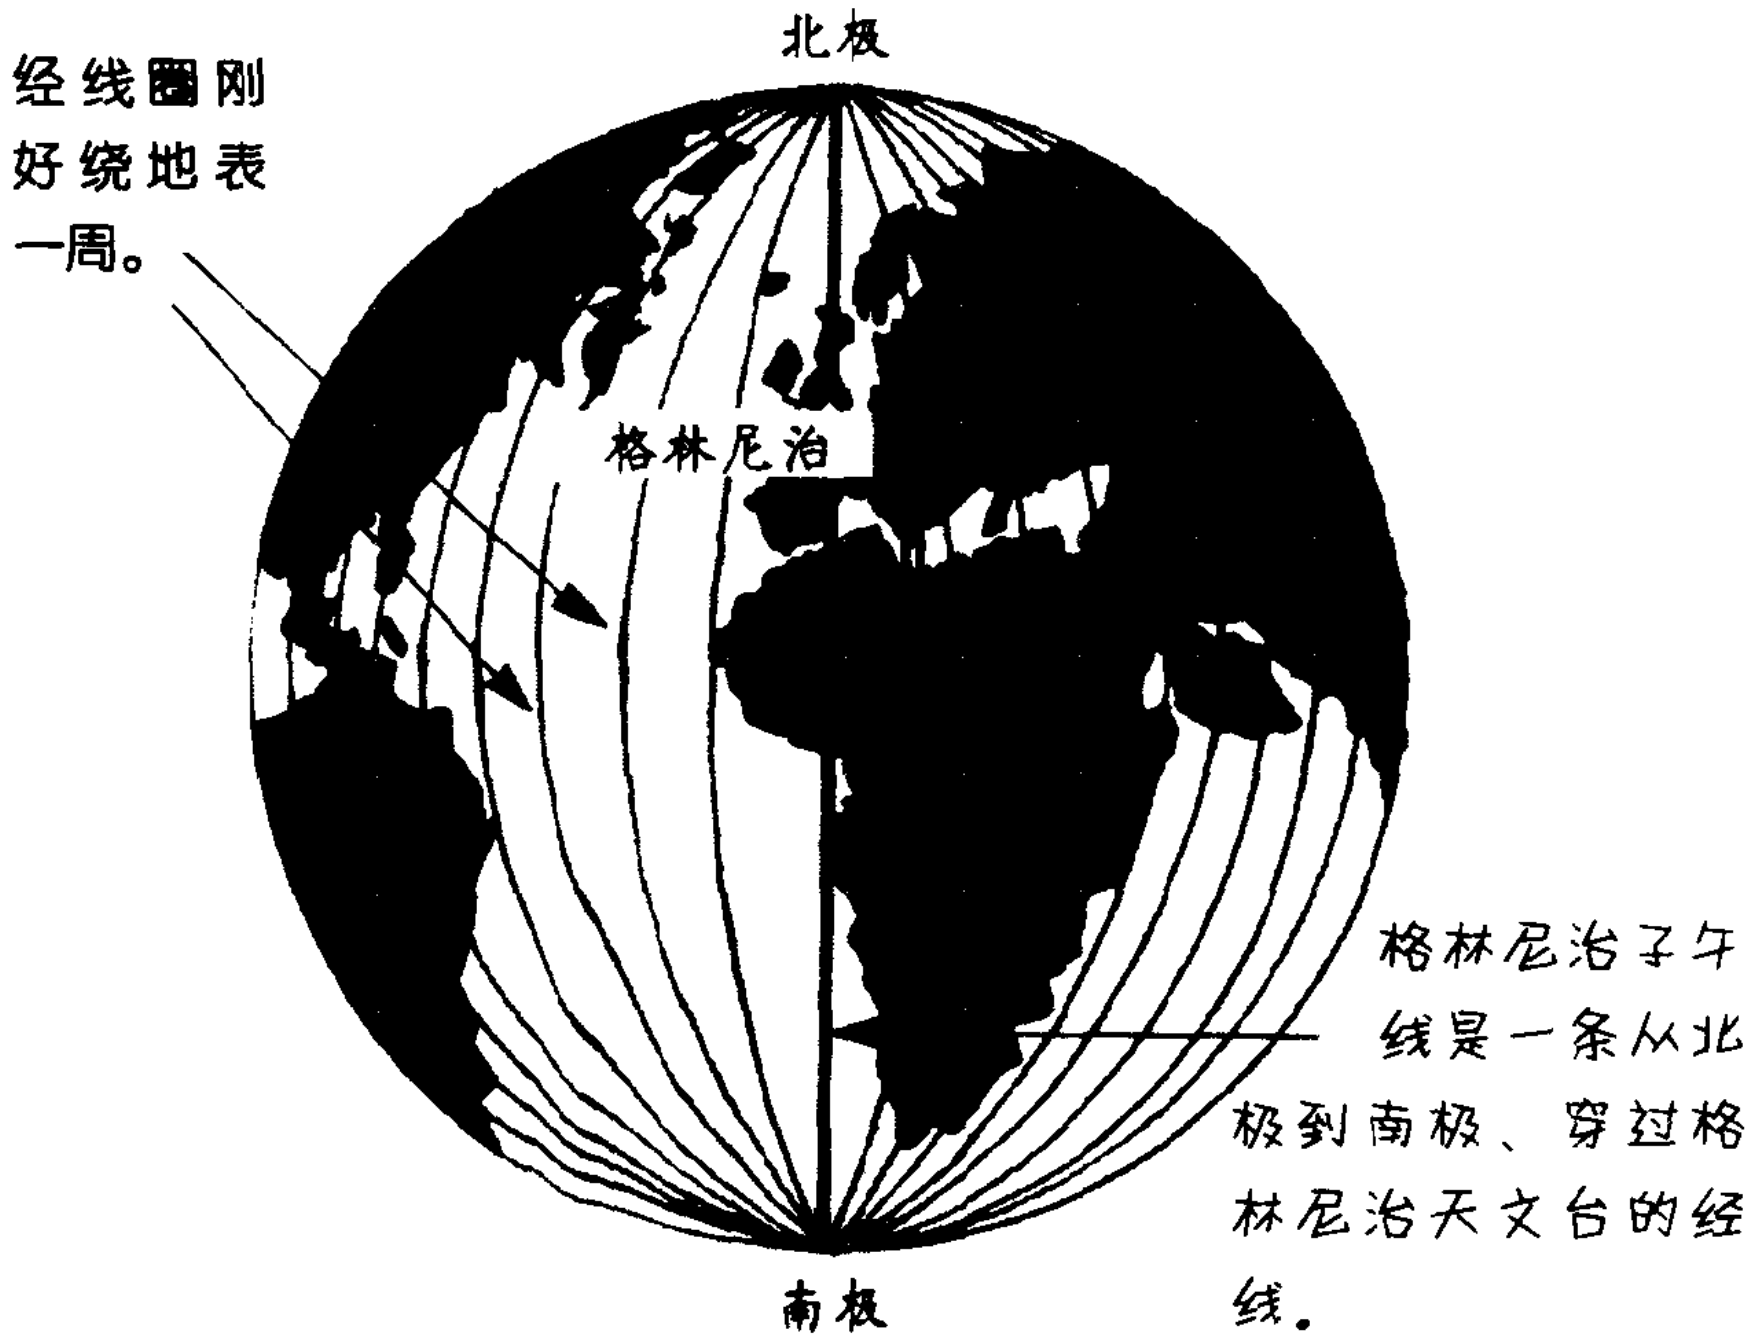 北极
经线圈刚
好绕地表
一周。
格林尼治
格林尼治子午
线是一条从北
极到南极、穿过格
林尼治天文台的经
线.
南极